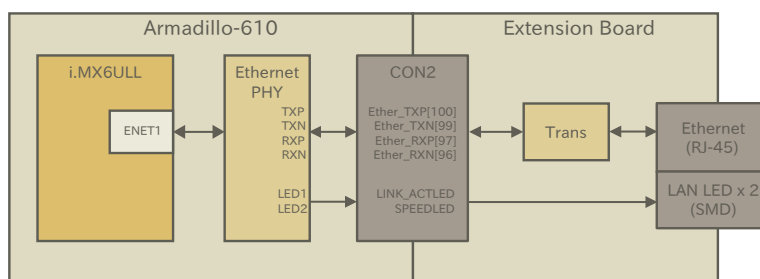 Armadillo-610
Extension Board
i.MX6ULL
ENET1
Ethernet
PHY
TXP
TXN
RXP
RXN
LED1
LED2
CON2
Ether_TXP[100]
Ether_TXN[99]
Ether_RXP[97]
Ether_RXN[96]
LINK_ACTLED
SPEEDLED
Trans
Ethernet
(RJ-45)
LAN LED x 2
(SMD)